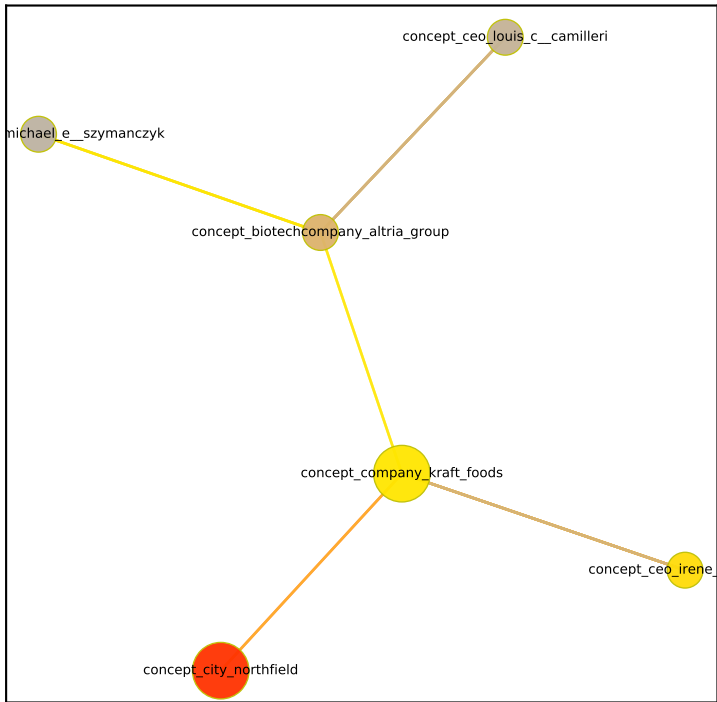 concept_ceo_louis_c__camilleri
michael_e__szymanczyk
concept_biotechcompany_altria_group
concept_company_kraft_foods
concept_ceo_irene_
concept_city_northfield